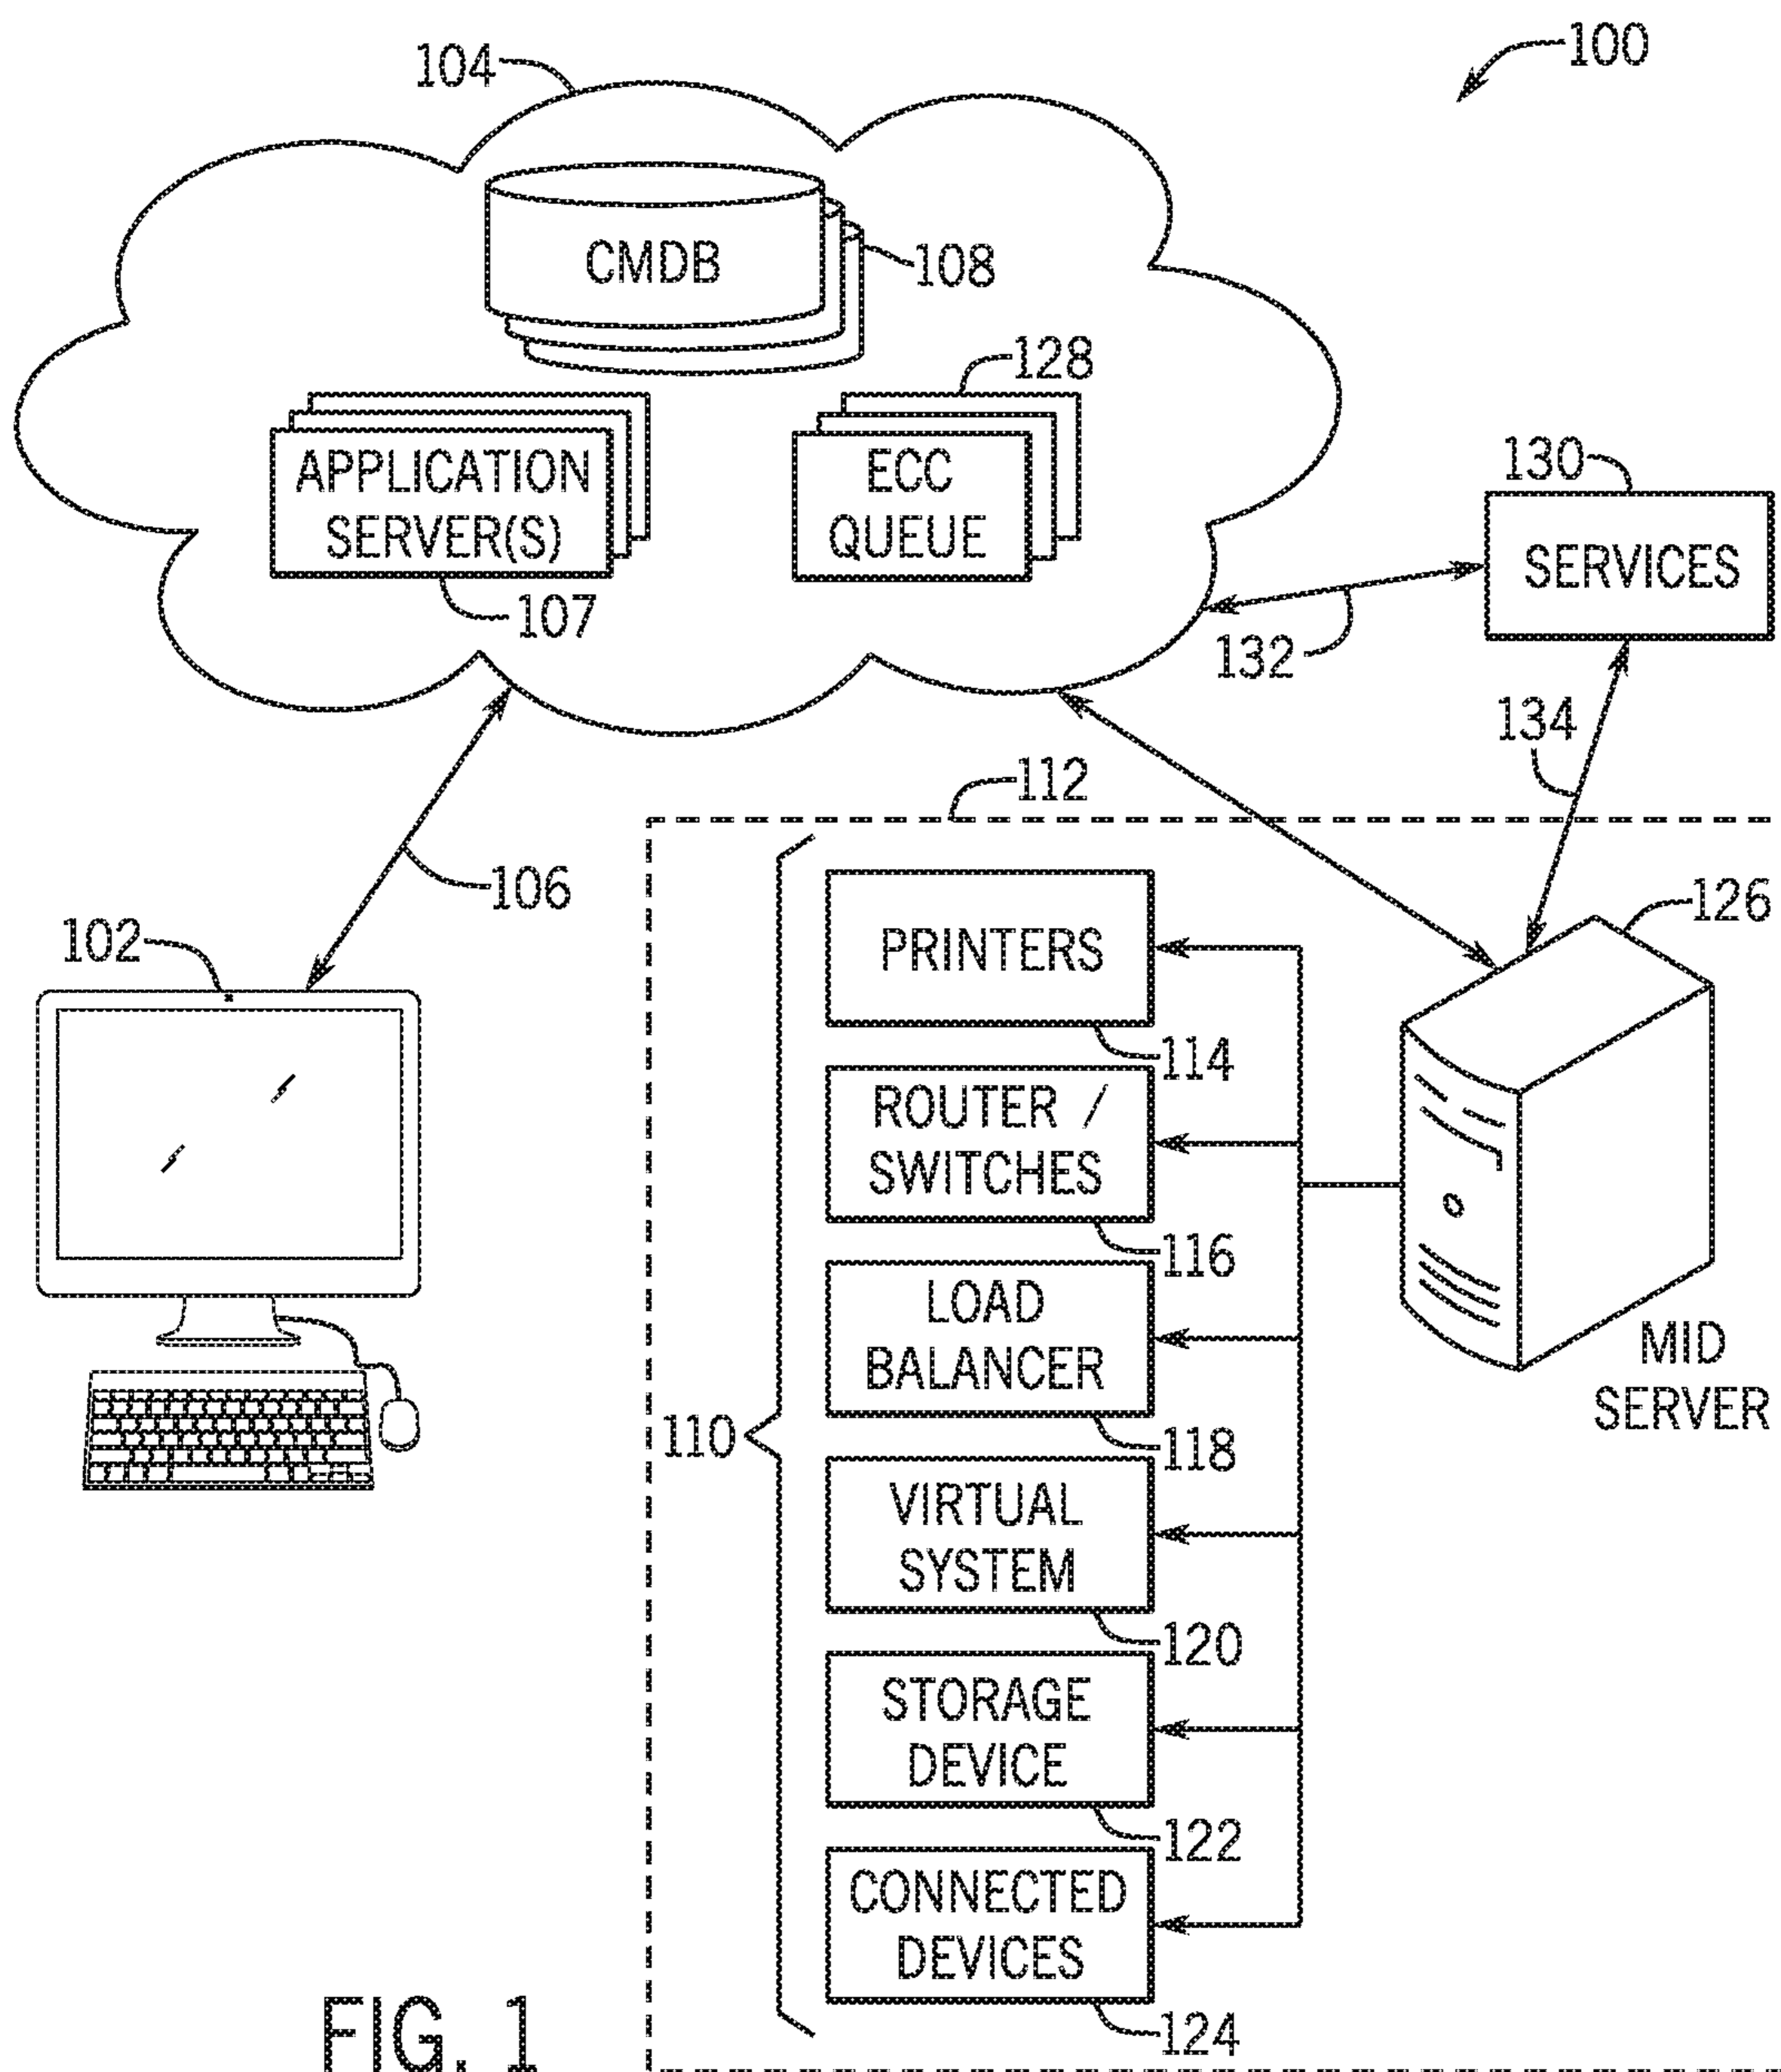 100
104
CMDB
108
128
APPLICATION
SERVER(S)
107
ECC
QUEUE
130
SERVICES
132
134
112
106
102
126
PRINTERS
114
ROUTER /
SWITCHES
116
LOAD
BALANCER
118
MID
SERVER
110
VIRTUAL
SYSTEM
120
STORAGE
DEVICE
122
CONNECTED
DEVICES
124
FIG. 1